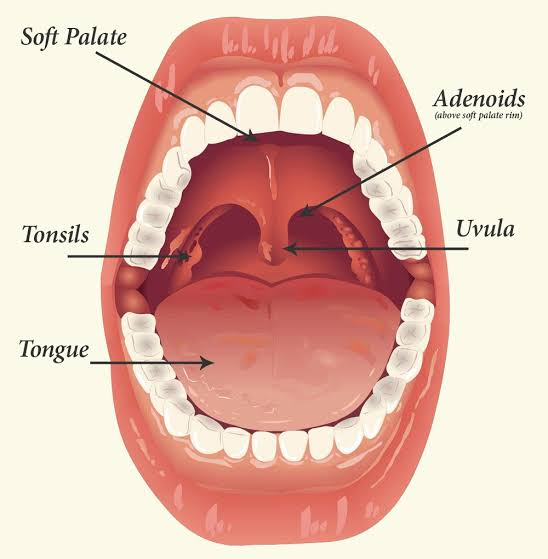 Soft Palate
Adenoids
(above soft palate rim)
Tonsils
Uvula
Tongue